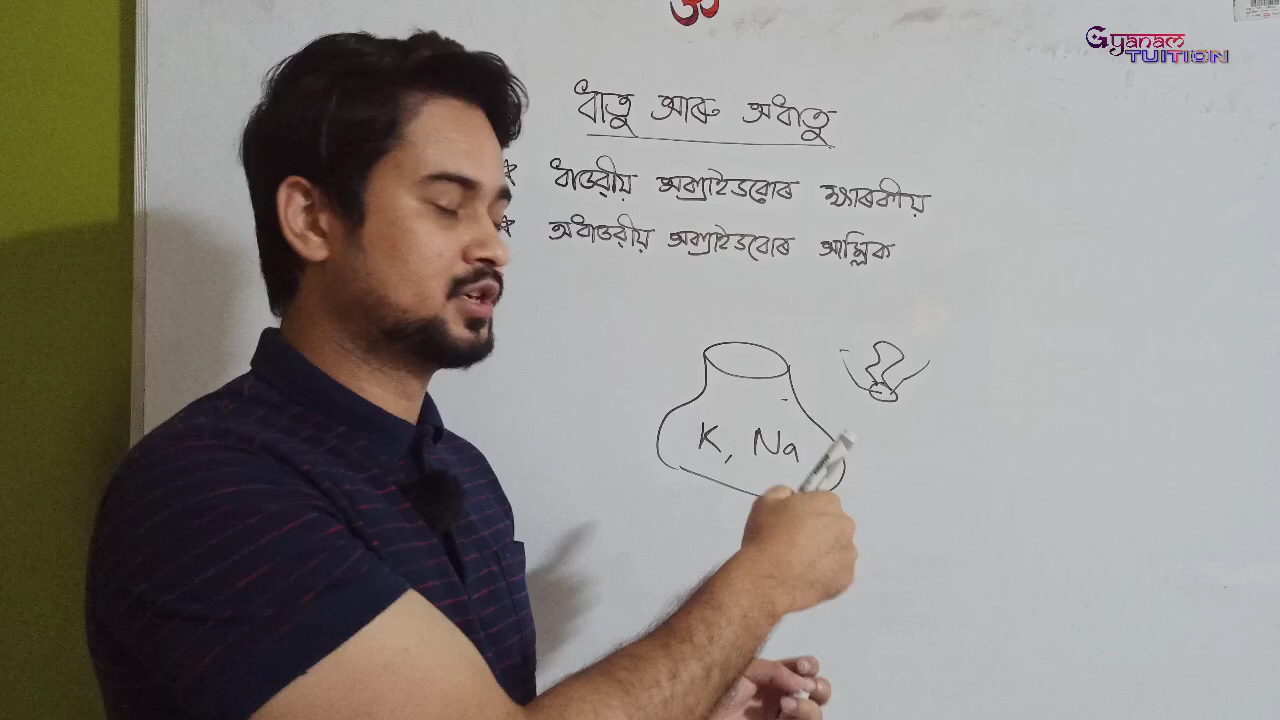 ॐ
Gyanam
TUITION
ধাতু আৰু অধাতু
* ধাতৱীয় অক্সাইডবোৰ ক্ষাৰকীয়
* অধাতৱীয় অক্সাইডবোৰ আম্লিক
K, Na